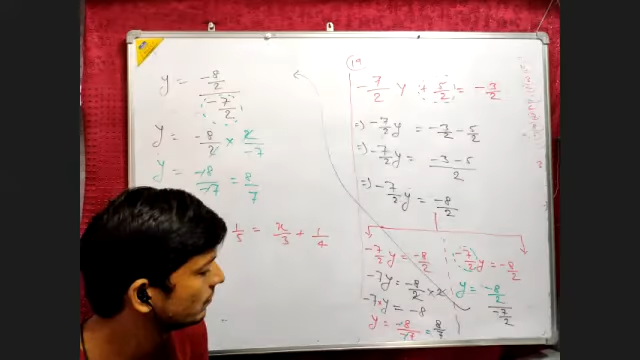 y = (-8/2)/(-7/2)
y = -8/2 × 2/-7
y = -8/-7 = 8/7
1/5 = x/3 + 1/4
19
-7/2 y + 5/2 = -3/2
⇒) -7/2 y = -3/2 - 5/2
⇒) -7/2 y = (-3-5)/2
⇒) -7/2 y = -8/2
-7/2 y = -8/2
-7y = -8/2 × 2
-7×y = -8
y = -8/-7 = 8/7
-7/2 y = -8/2
y = (-8/2)/(-7/2)